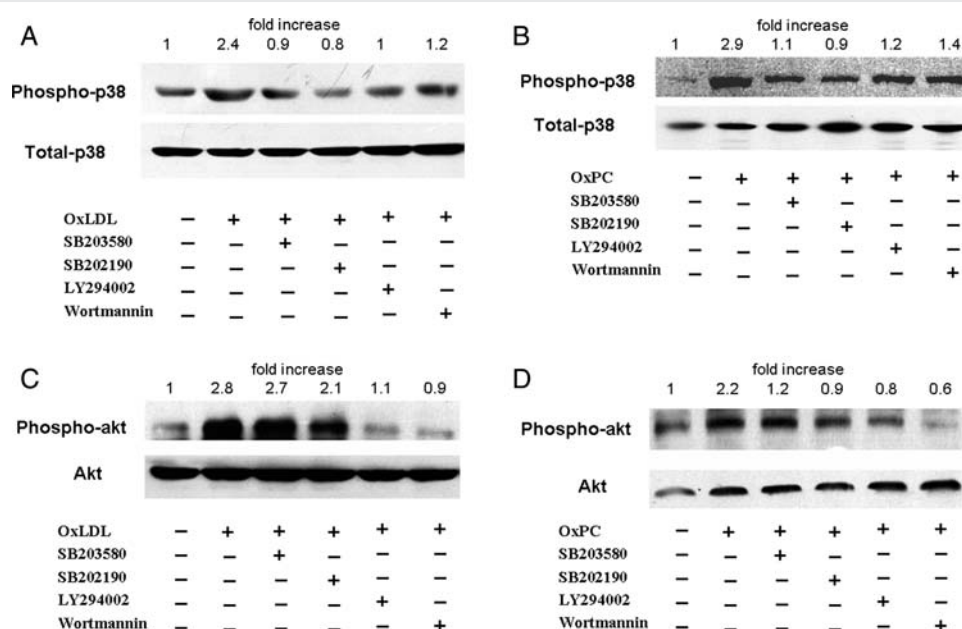 A
fold increase
1 2.4 0.9 0.8 1 1.2
Phospho-p38
Total-p38
OxLDL – + + + + +
SB203580 – – + – – –
SB202190 – – – + – –
LY294002 – – – – + –
Wortmannin – – – – – +
B
fold increase
1 2.9 1.1 0.9 1.2 1.4
Phospho-p38
Total-p38
OxPC – + + + + +
SB203580 – – + – – –
SB202190 – – – + – –
LY294002 – – – – + –
Wortmannin – – – – – +
C
fold increase
1 2.8 2.7 2.1 1.1 0.9
Phospho-akt
Akt
OxLDL – + + + + +
SB203580 – – + – – –
SB202190 – – – + – –
LY294002 – – – – + –
Wortmannin – – – – – +
D
fold increase
1 2.2 1.2 0.9 0.8 0.6
Phospho-akt
Akt
OxPC – + + + + +
SB203580 – – + – – –
SB202190 – – – + – –
LY294002 – – – – + –
Wortmannin – – – – – +